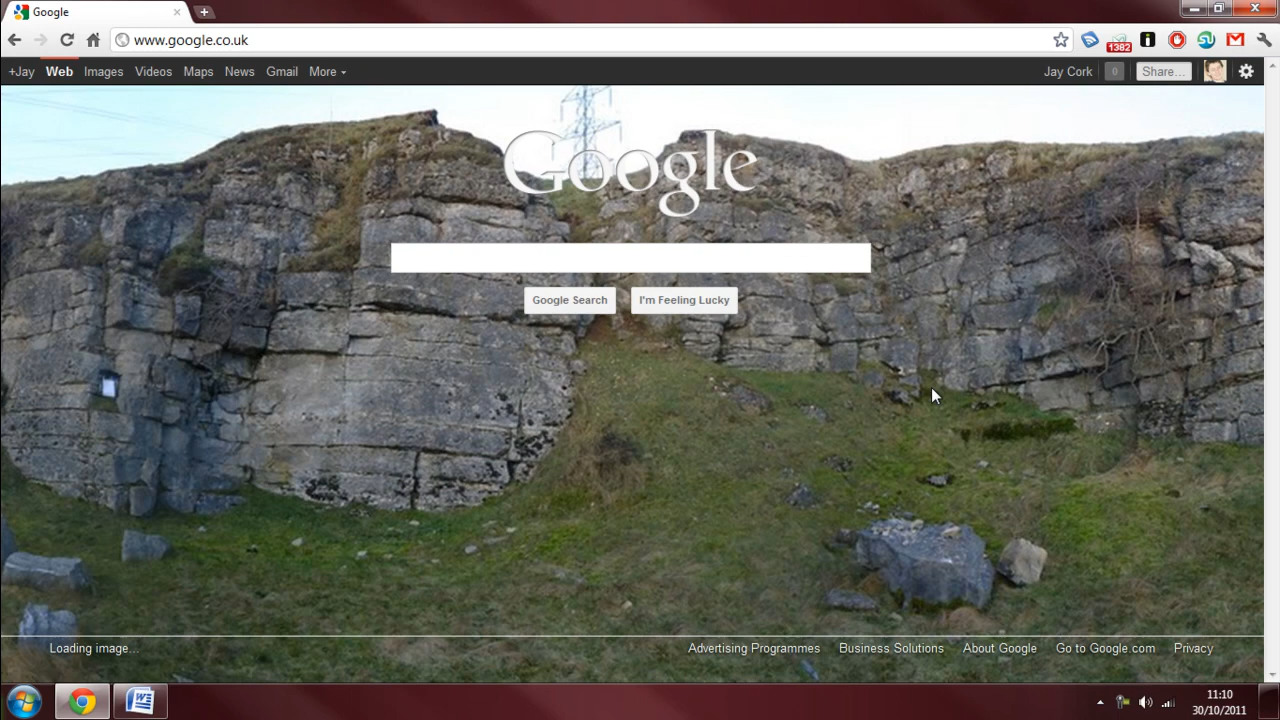 Google
www.google.co.uk
1382
+Jay Web Images Videos Maps News Gmail More
Jay Cork 0 Share...
Google
Google Search I'm Feeling Lucky
Loading image... Advertising Programmes Business Solutions About Google Go to Google.com Privacy
11:10
30/10/2011